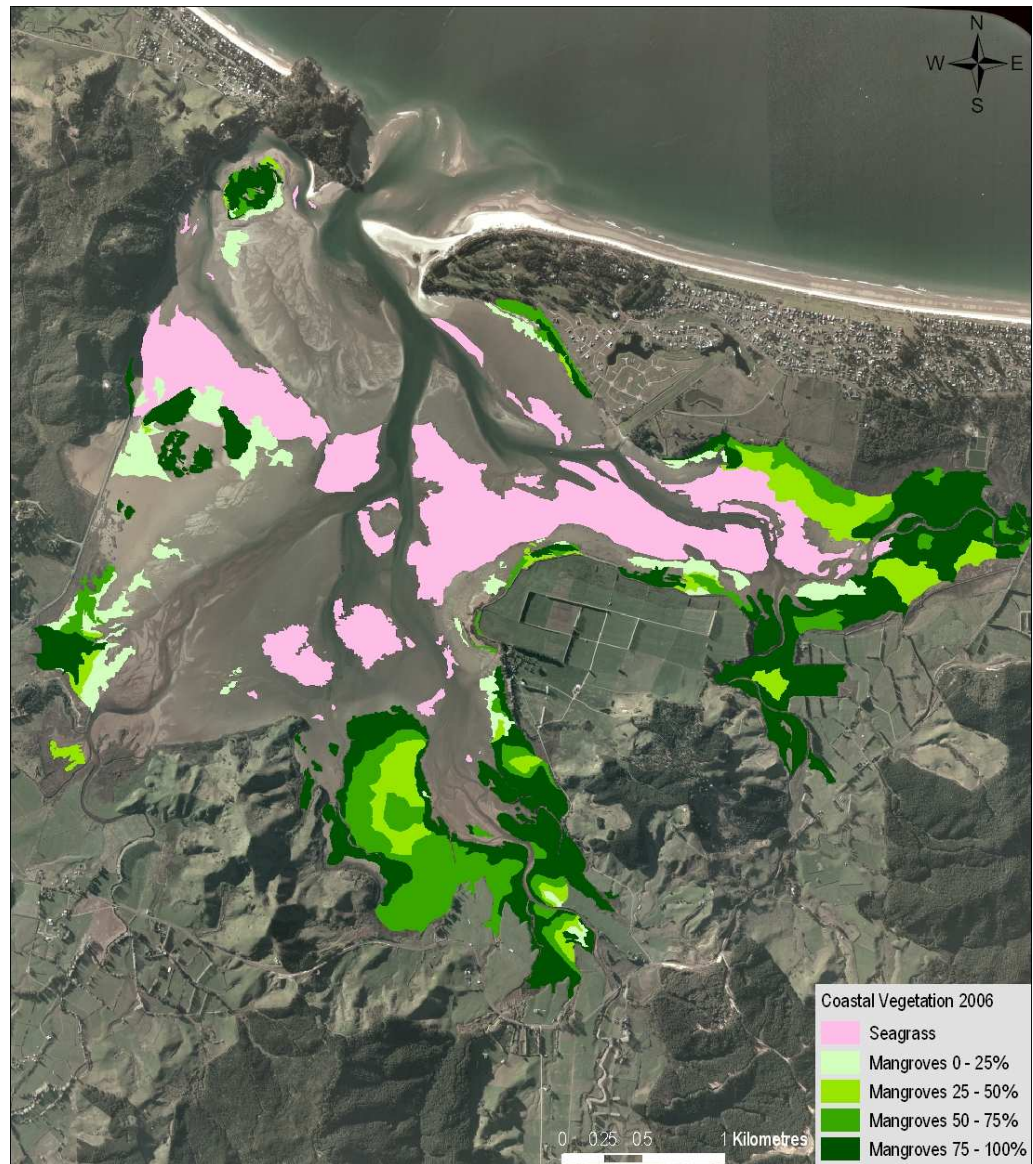 N
W E
S
Coastal Vegetation 2006
Seagrass
Mangroves 0 - 25%
Mangroves 25 - 50%
Mangroves 50 - 75%
Mangroves 75 - 100%
0 0.25 0.5 1 Kilometres